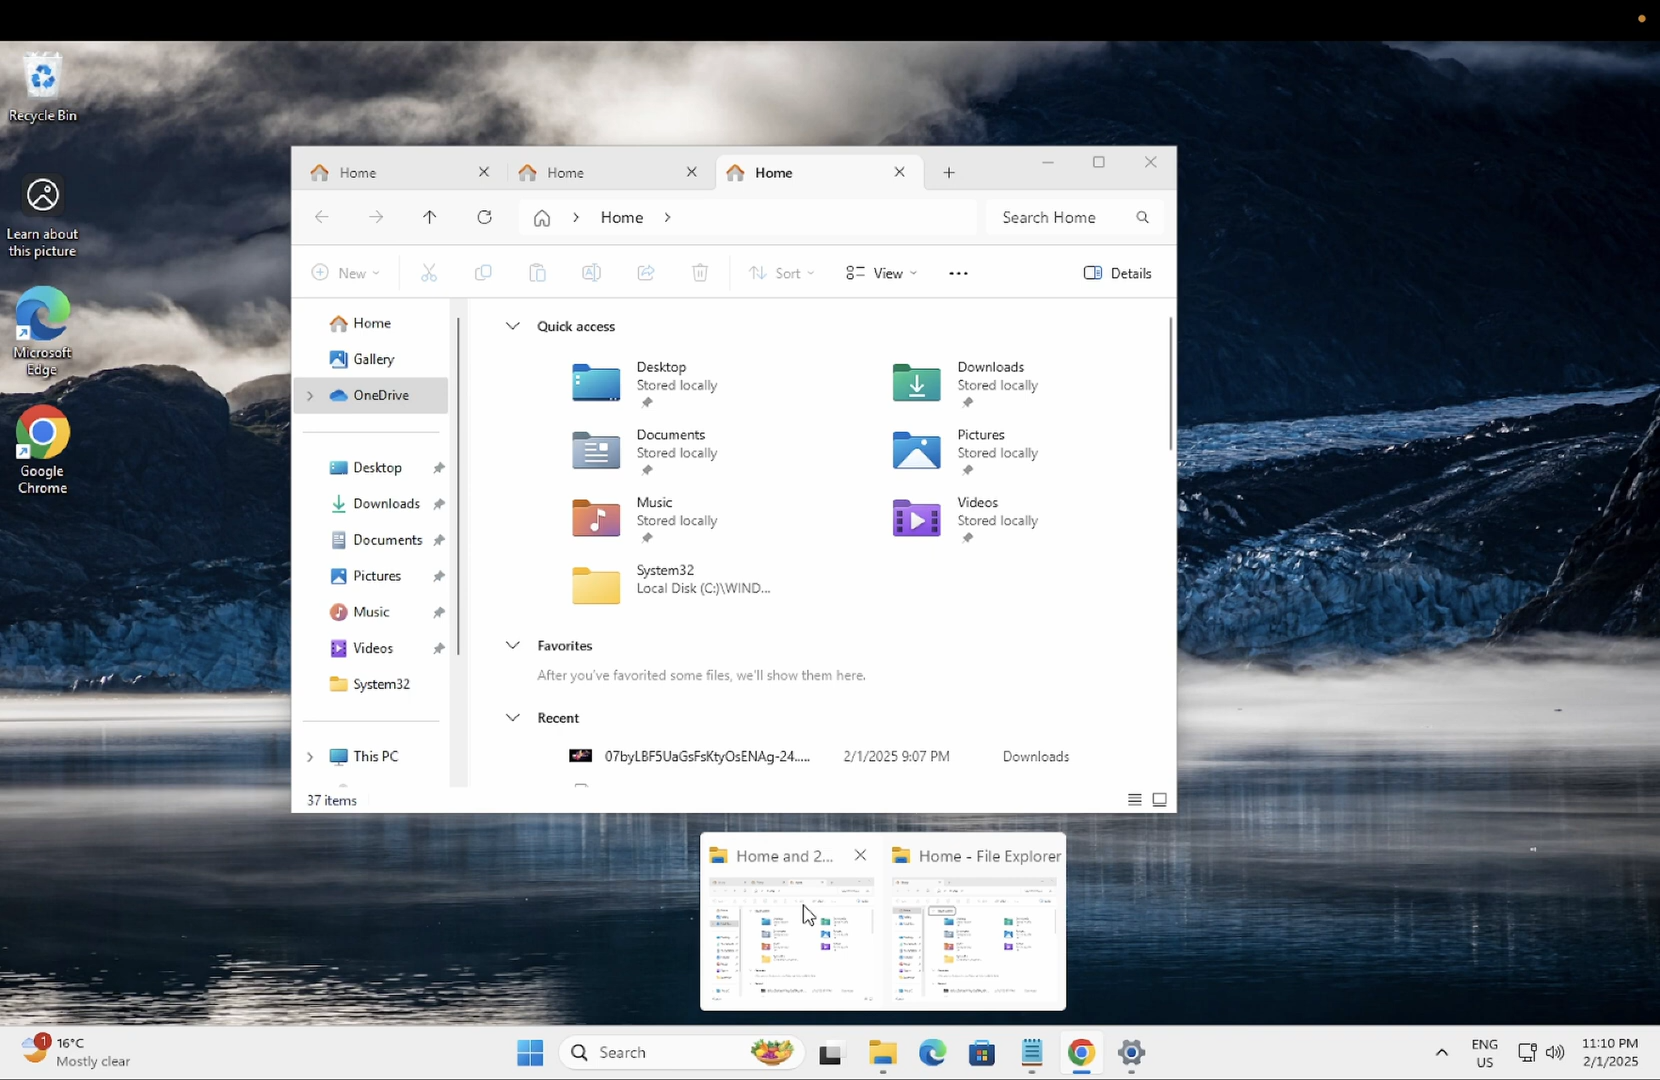 Recycle Bin
Learn about
this picture
Microsoft
Edge
Google
Chrome
Home
Home
Home
Home
Search Home
New
Sort
View
Details
Home
Gallery
OneDrive
Desktop
Downloads
Documents
Pictures
Music
Videos
System32
This PC
Quick access
Desktop
Stored locally
Downloads
Stored locally
Documents
Stored locally
Pictures
Stored locally
Music
Stored locally
Videos
Stored locally
System32
Local Disk (C:)\WIND...
Favorites
After you've favorited some files, we'll show them here.
Recent
07byLBF5UaGsFsKtyOsENAg-24.... 2/1/2025 9:07 PM Downloads
37 items
Home and 2...
Home - File Explorer
1
16°C
Mostly clear
Search
ENG
US
11:10 PM
2/1/2025